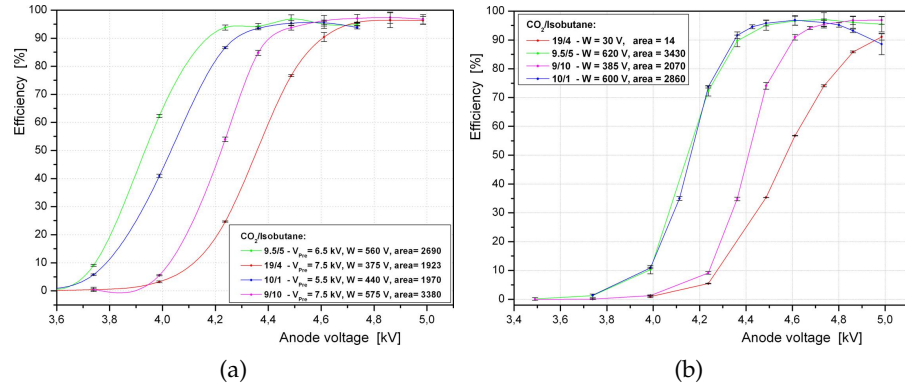 100
90
80
70
60
50
40
30
20
10
0
Efficiency [%]
CO2/Isobutane:
9.5/5 - VPre= 6.5 kV, W = 560 V, area= 2690
19/4 - VPre= 7.5 kV, W = 375 V, area= 1923
10/1 - VPre= 5.5 kV, W = 440 V, area= 1970
9/10 - VPre= 7.5 kV, W = 575 V, area= 3380
3,6 3,8 4,0 4,2 4,4 4,6 4,8 5,0
Anode voltage [kV]
(a)
100
90
80
70
60
50
40
30
20
10
0
Efficiency [%]
CO2/Isobutane:
19/4 - W = 30 V, area = 14
9.5/5 - W = 620 V, area= 3430
9/10 - W = 385 V, area= 2070
10/1 - W = 600 V, area= 2860
3,4 3,6 3,8 4,0 4,2 4,4 4,6 4,8 5,0
Anode voltage [kV]
(b)